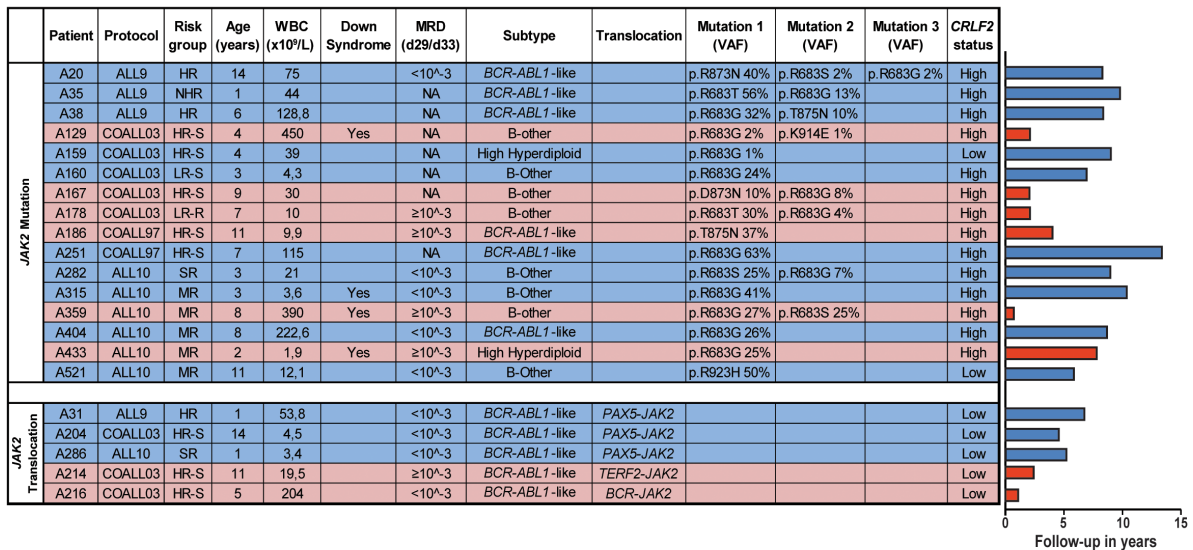 Patient Protocol Risk group Age (years) WBC (x10⁹/L) Down Syndrome MRD (d29/d33) Subtype Translocation Mutation 1 (VAF) Mutation 2 (VAF) Mutation 3 (VAF) CRLF2 status
JAK2 Mutation
A20 ALL9 HR 14 75 <10^-3 BCR-ABL1-like p.R873N 40% p.R683S 2% p.R683G 2% High
A35 ALL9 NHR 1 44 NA BCR-ABL1-like p.R683T 56% p.R683G 13% High
A38 ALL9 HR 6 128,8 NA BCR-ABL1-like p.R683G 32% p.T875N 10% High
A129 COALL03 HR-S 4 450 Yes NA B-other p.R683G 2% p.K914E 1% High
A159 COALL03 HR-S 4 39 NA High Hyperdiploid p.R683G 1% Low
A160 COALL03 LR-S 3 4,3 NA B-Other p.R683G 24% High
A167 COALL03 HR-S 9 30 NA B-other p.D873N 10% p.R683G 8% High
A178 COALL03 LR-R 7 10 ≥10^-3 B-other p.R683T 30% p.R683G 4% High
A186 COALL97 HR-S 11 9,9 ≥10^-3 BCR-ABL1-like p.T875N 37% High
A251 COALL97 HR-S 7 115 NA BCR-ABL1-like p.R683G 63% High
A282 ALL10 SR 3 21 <10^-3 B-Other p.R683S 25% p.R683G 7% High
A315 ALL10 MR 3 3,6 Yes <10^-3 B-Other p.R683G 41% High
A359 ALL10 MR 8 390 Yes ≥10^-3 B-other p.R683G 27% p.R683S 25% High
A404 ALL10 MR 8 222,6 <10^-3 BCR-ABL1-like p.R683G 26% High
A433 ALL10 MR 2 1,9 Yes ≥10^-3 High Hyperdiploid p.R683G 25% High
A521 ALL10 MR 11 12,1 <10^-3 B-Other p.R923H 50% Low
JAK2 Translocation
A31 ALL9 HR 1 53,8 <10^-3 BCR-ABL1-like PAX5-JAK2 Low
A204 COALL03 HR-S 14 4,5 <10^-3 BCR-ABL1-like PAX5-JAK2 Low
A286 ALL10 SR 1 3,4 <10^-3 BCR-ABL1-like PAX5-JAK2 Low
A214 COALL03 HR-S 11 19,5 ≥10^-3 BCR-ABL1-like TERF2-JAK2 Low
A216 COALL03 HR-S 5 204 <10^-3 BCR-ABL1-like BCR-JAK2 Low
0 5 10 15
Follow-up in years